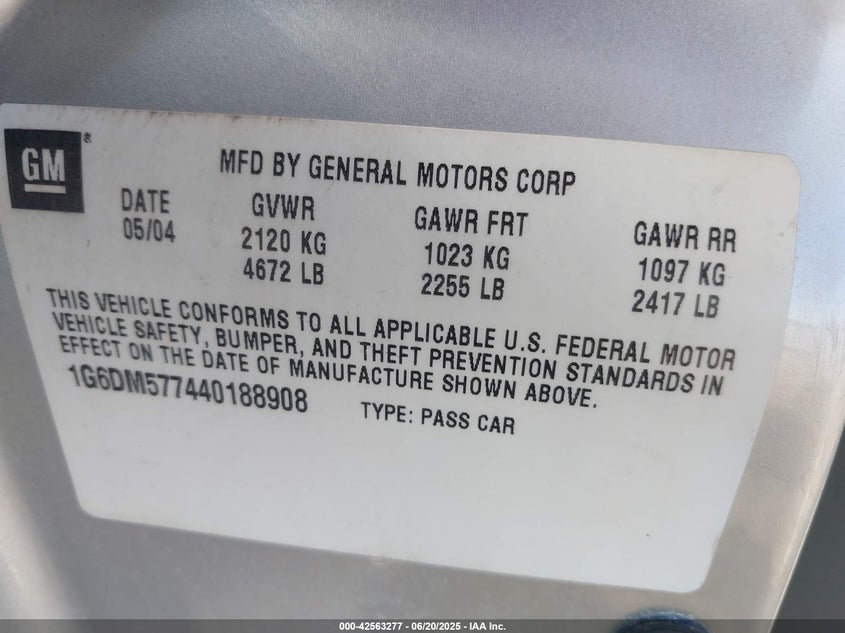 GM ®
MFD BY GENERAL MOTORS CORP
DATE GVWR GAWR FRT GAWR RR
05/04 2120 KG 1023 KG 1097 KG
4672 LB 2255 LB 2417 LB
THIS VEHICLE CONFORMS TO ALL APPLICABLE U.S. FEDERAL MOTOR
VEHICLE SAFETY, BUMPER, AND THEFT PREVENTION STANDARDS IN
EFFECT ON THE DATE OF MANUFACTURE SHOWN ABOVE.
1G6DM577440188908 TYPE: PASS CAR
000-42563277 - 06/20/2025 - IAA Inc.